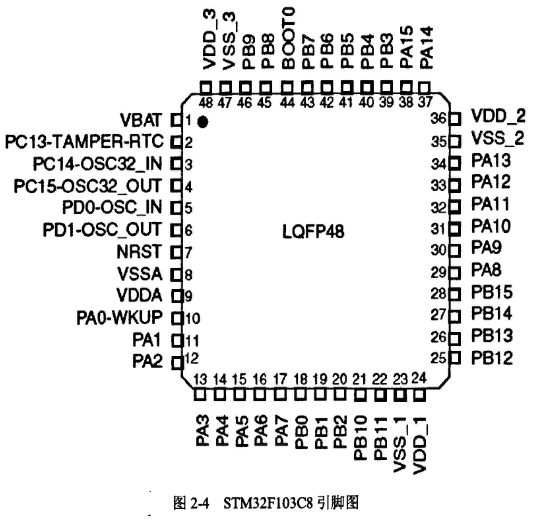 VDD_3
VSS_3
PB9
PB8
BOOT0
PB7
PB6
PB5
PB4
PB3
PA15
PA14
48 47 46 45 44 43 42 41 40 39 38 37
VBAT 1
PC13-TAMPER-RTC 2
PC14-OSC32_IN 3
PC15-OSC32_OUT 4
PD0-OSC_IN 5
PD1-OSC_OUT 6
NRST 7
VSSA 8
VDDA 9
PA0-WKUP 10
PA1 11
PA2 12
LQFP48
36 VDD_2
35 VSS_2
34 PA13
33 PA12
32 PA11
31 PA10
30 PA9
29 PA8
28 PB15
27 PB14
26 PB13
25 PB12
13 14 15 16 17 18 19 20 21 22 23 24
PA3
PA4
PA5
PA6
PA7
PB0
PB1
PB2
PB10
PB11
VSS_1
VDD_1
图 2-4 STM32F103C8 引脚图